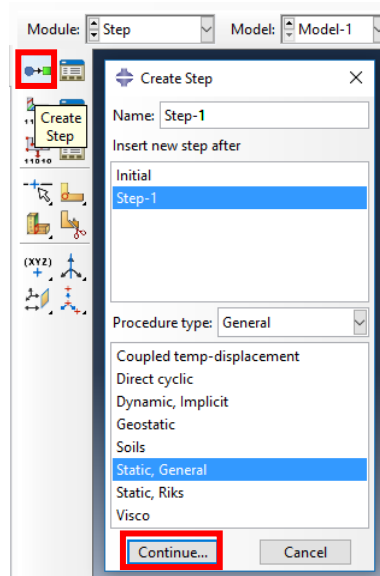 Module: Step Model: Model-1
Create Step
Create
Step
Name: Step-1
Insert new step after
Initial
Step-1
(XYZ)
Procedure type: General
Coupled temp-displacement
Direct cyclic
Dynamic, Implicit
Geostatic
Soils
Static, General
Static, Riks
Visco
Continue... Cancel